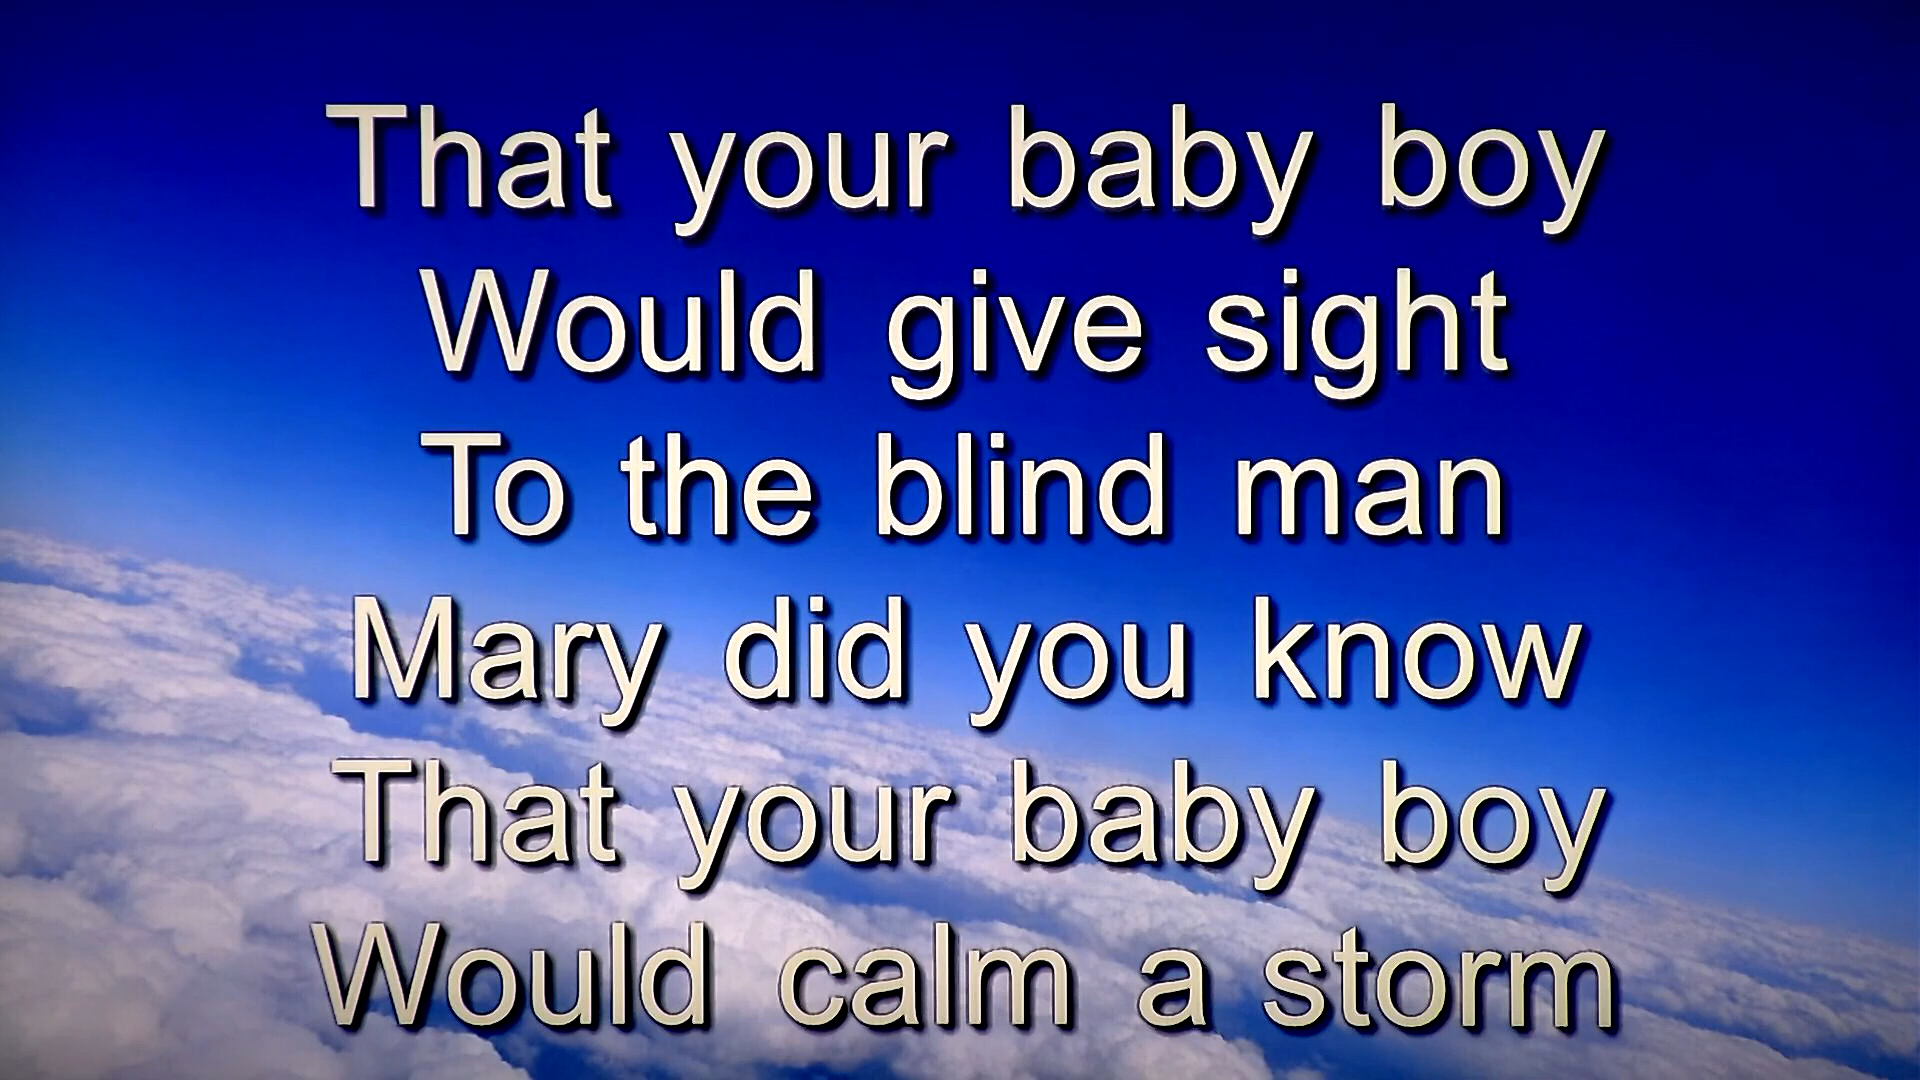 That your baby boy
Would give sight
To the blind man
Mary did you know
That your baby boy
Would calm a storm